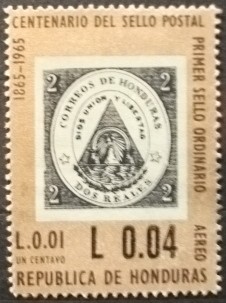 CENTENARIO DEL SELLO POSTAL
1865-1965
PRIMER SELLO ORDINARIO
AEREO
2 2
CORREOS DE HONDURAS
DIOS UNION Y LIBERTAD
DOS REALES
2 2
L.0.01
UN CENTAVO
L 0.04
REPUBLICA DE HONDURAS